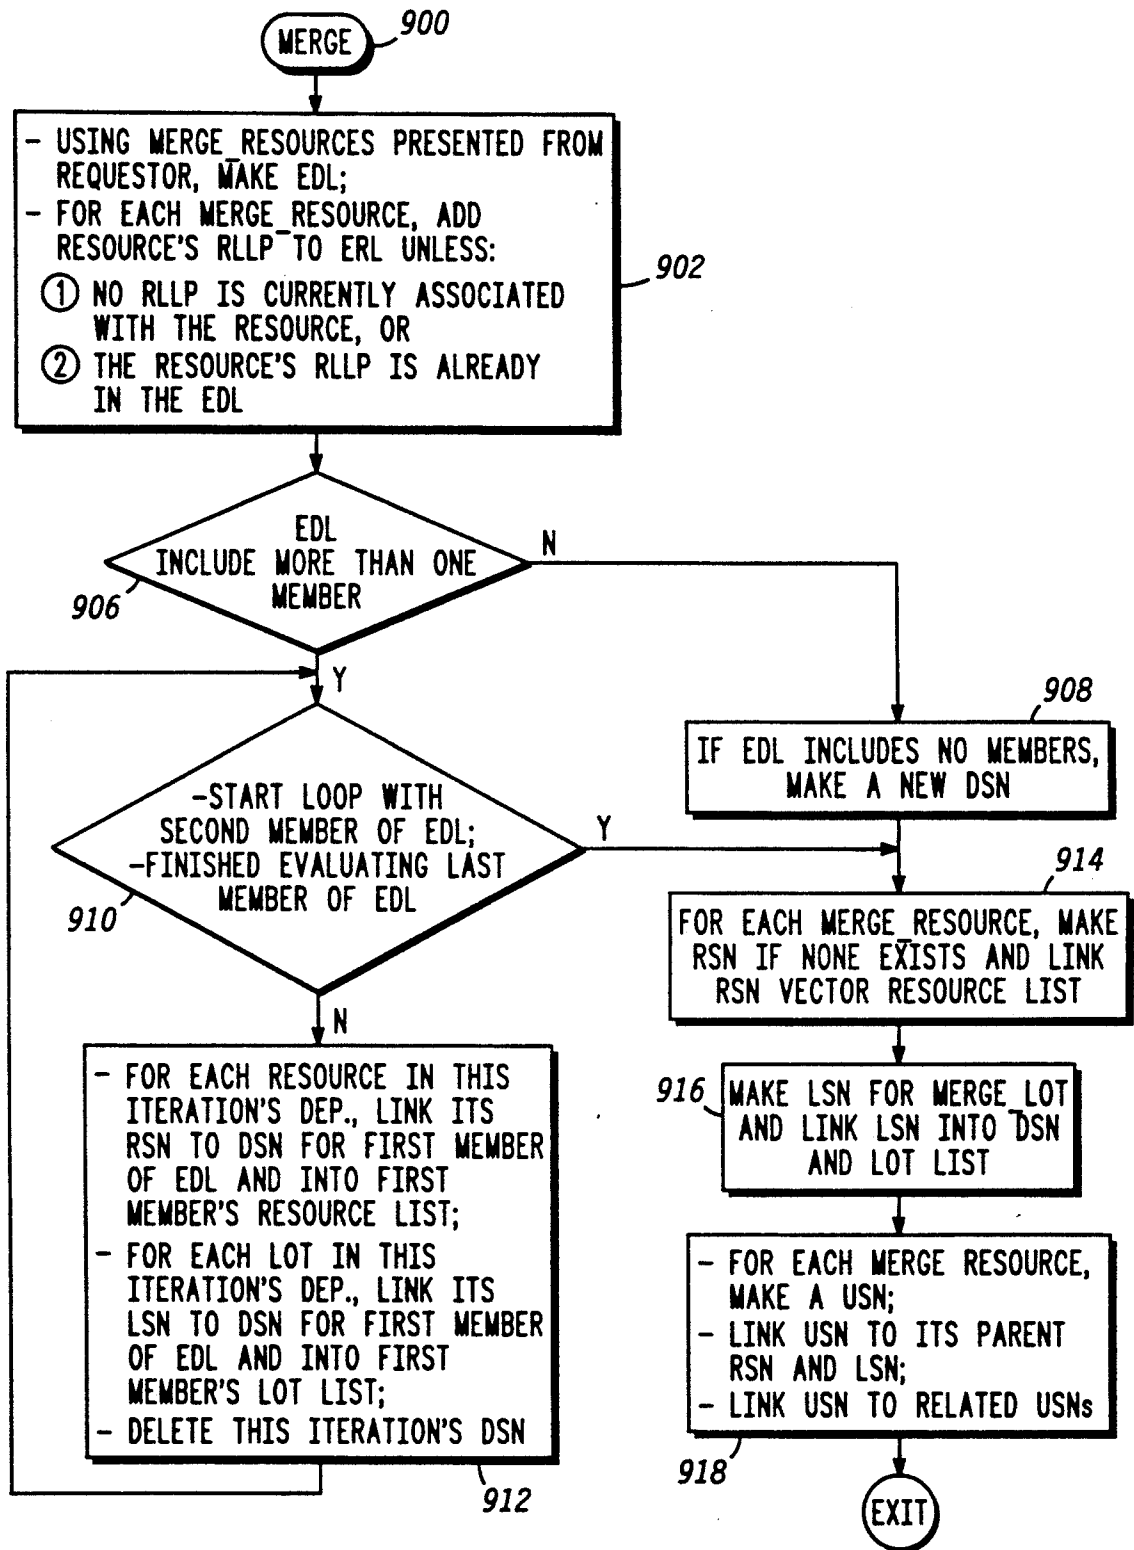 MERGE
900
- USING MERGE_RESOURCES PRESENTED FROM
REQUESTOR, MAKE EDL;
- FOR EACH MERGE_RESOURCE, ADD
RESOURCE'S RLLP TO ERL UNLESS:
① NO RLLP IS CURRENTLY ASSOCIATED
WITH THE RESOURCE, OR
② THE RESOURCE'S RLLP IS ALREADY
IN THE EDL
902
EDL
INCLUDE MORE THAN ONE
MEMBER
906
N
Y
908
IF EDL INCLUDES NO MEMBERS,
MAKE A NEW DSN
-START LOOP WITH
SECOND MEMBER OF EDL;
-FINISHED EVALUATING LAST
MEMBER OF EDL
910
Y
N
914
FOR EACH MERGE_RESOURCE, MAKE
RSN IF NONE EXISTS AND LINK
RSN VECTOR RESOURCE LIST
- FOR EACH RESOURCE IN THIS
ITERATION'S DEP., LINK ITS
RSN TO DSN FOR FIRST MEMBER
OF EDL AND INTO FIRST
MEMBER'S RESOURCE LIST;
- FOR EACH LOT IN THIS
ITERATION'S DEP., LINK ITS
LSN TO DSN FOR FIRST MEMBER
OF EDL AND INTO FIRST
MEMBER'S LOT LIST;
- DELETE THIS ITERATION'S DSN
912
916
MAKE LSN FOR MERGE_LOT
AND LINK LSN INTO DSN
AND LOT LIST
- FOR EACH MERGE RESOURCE,
MAKE A USN;
- LINK USN TO ITS PARENT
RSN AND LSN;
- LINK USN TO RELATED USNs
918
EXIT